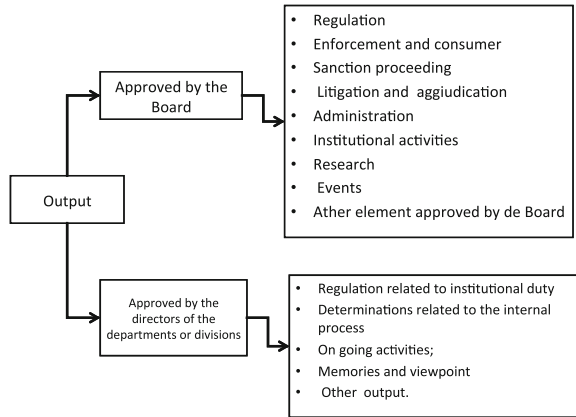 Output
Approved by the
Board
• Regulation
• Enforcement and consumer
• Sanction proceeding
• Litigation and aggiudication
• Administration
• Institutional activities
• Research
• Events
• Ather element approved by de Board
Approved by the
directors of the
departments or divisions
• Regulation related to institutional duty
• Determinations related to the internal
process
• On going activities;
• Memories and viewpoint
• Other output.